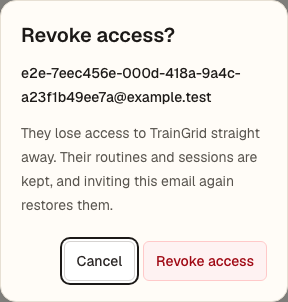 Revoke access?
e2e-7eec456e-000d-418a-9a4c-
a23f1b49ee7a@example.test
They lose access to TrainGrid straight
away. Their routines and sessions are
kept, and inviting this email again
restores them.
Cancel
Revoke access